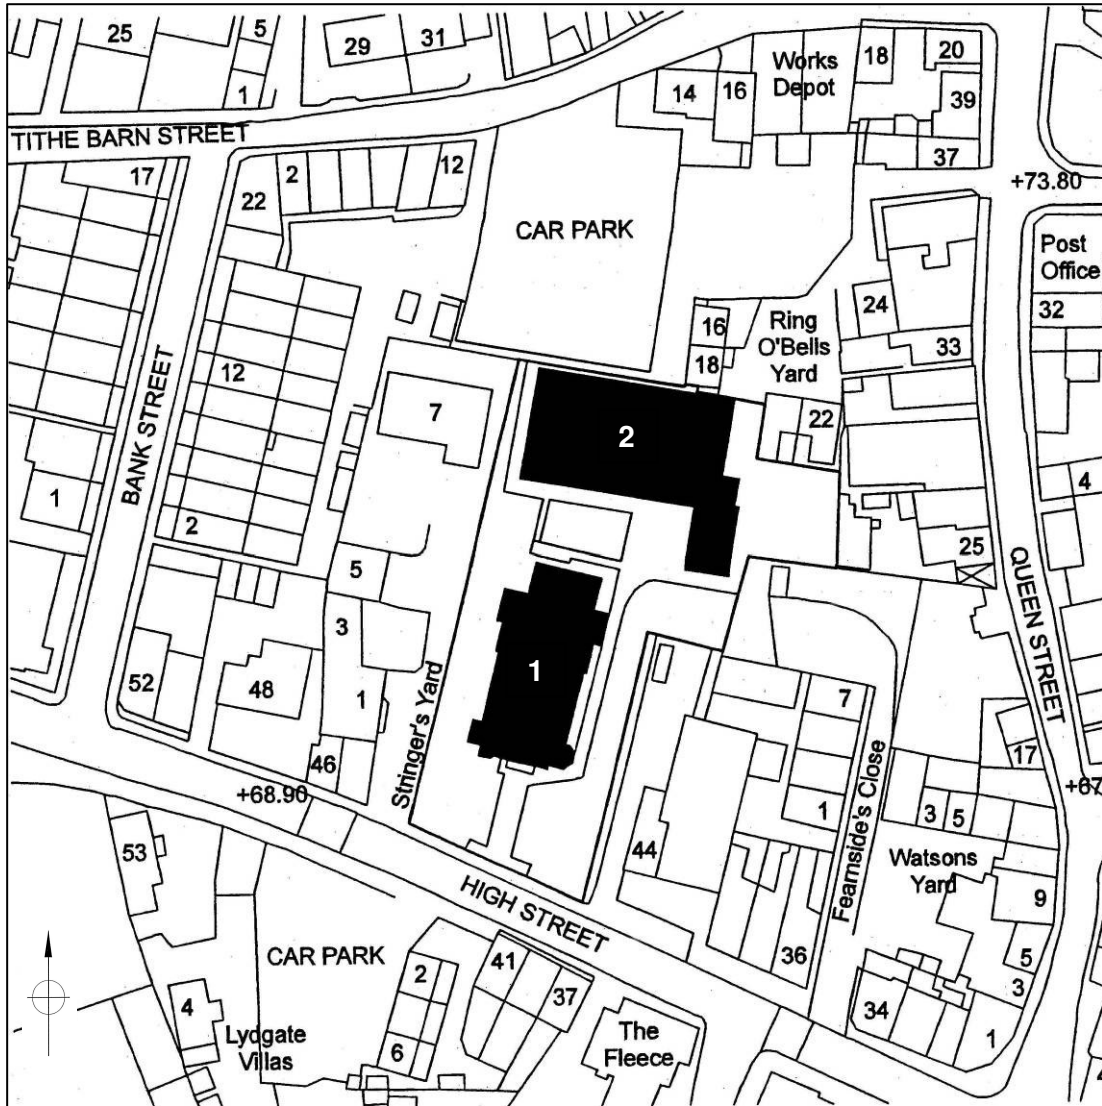 25
5
1
29
31
14
16
Works
Depot
18
20
39
37
TITHE BARN STREET
17
22
2
12
CAR PARK
+73.80
Post
Office
32
16
18
Ring
O'Bells
Yard
24
33
22
BANK STREET
12
7
2
1
2
4
25
QUEEN STREET
5
3
1
52
48
46
+68.90
Stringer's Yard
1
7
1
Fearnside's Close
17
+67
3
5
Watsons
Yard
9
5
3
1
44
36
34
HIGH STREET
53
CAR PARK
4
Lydgate
Villas
2
6
41
37
The
Fleece